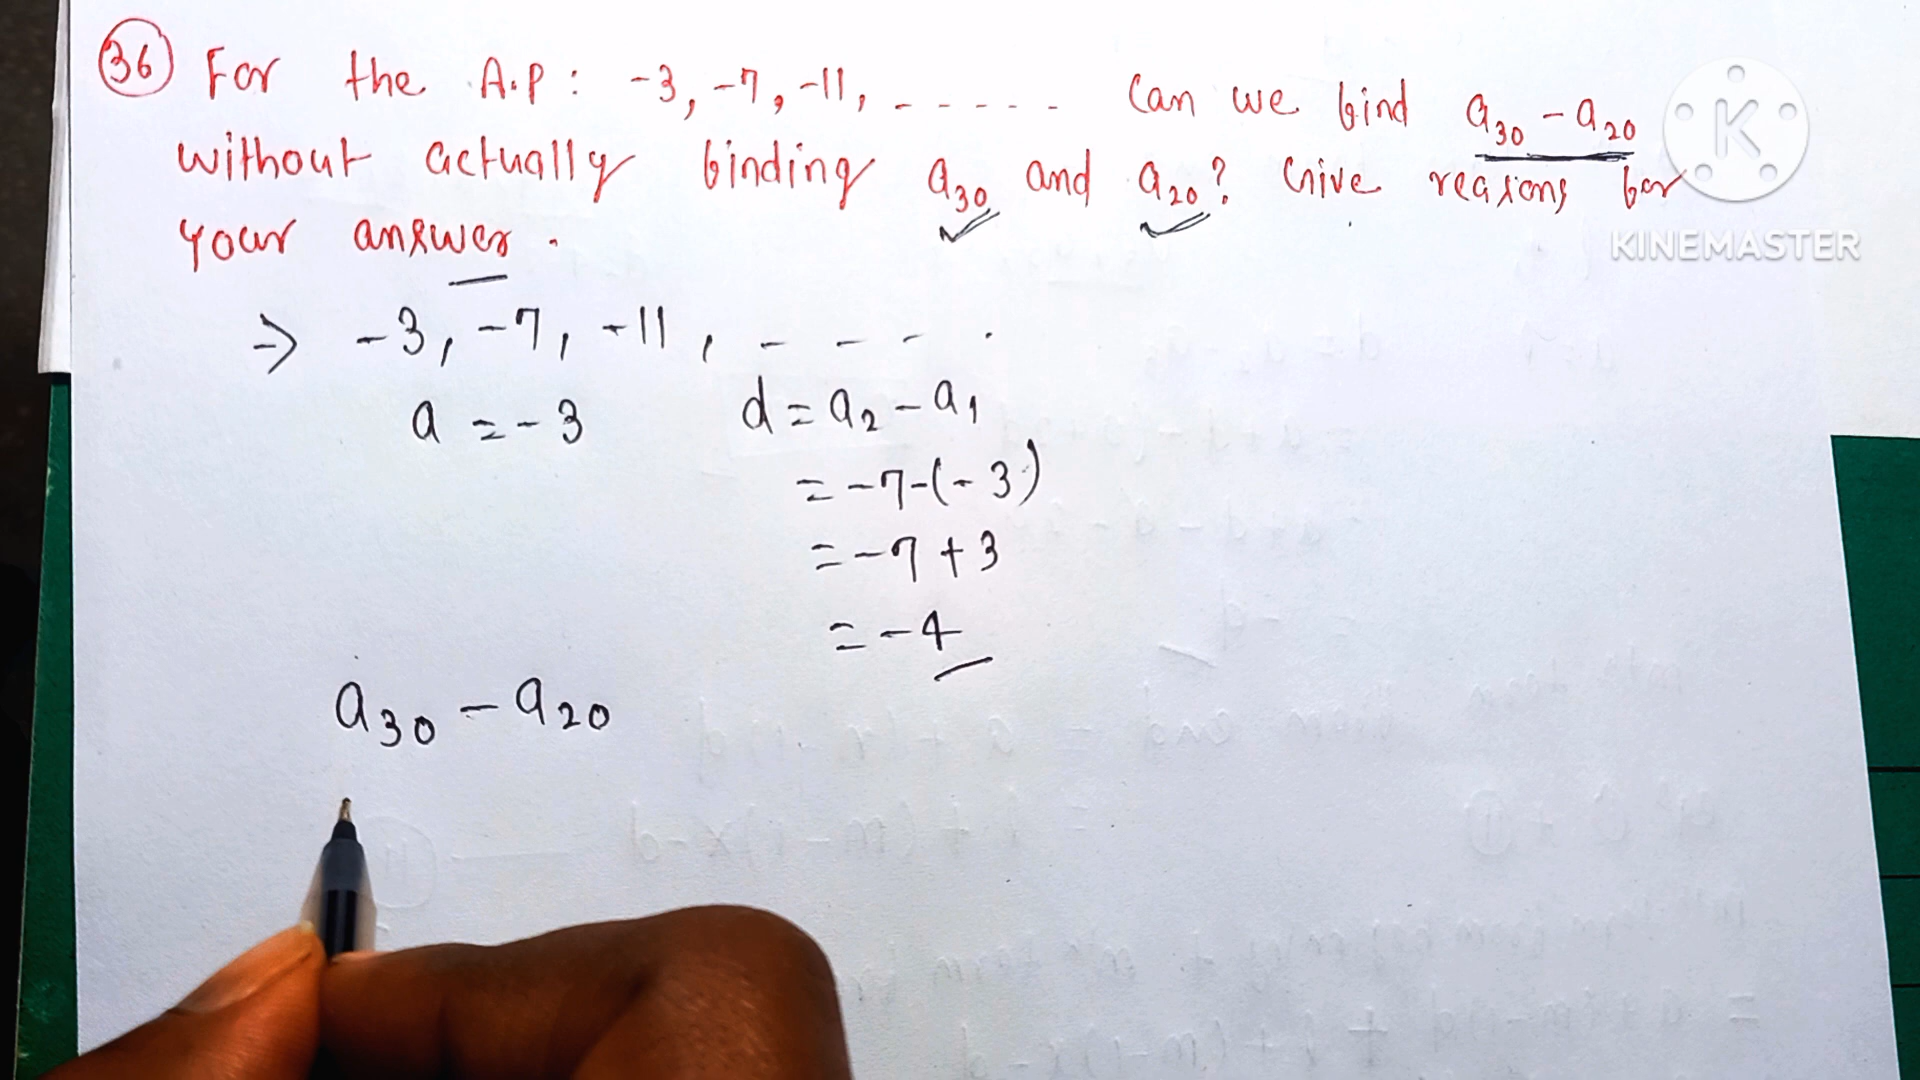 36 For the A.P: -3, -7, -11, - - - - - Can we find a30 - a20
without actually finding a30 and a20? Give reasons for
your answer.
K
KINEMASTER
=> -3, -7, -11, - - - .
a = -3 d = a2 - a1
= -7-(-3)
= -7 + 3
= -4
a30 - a20